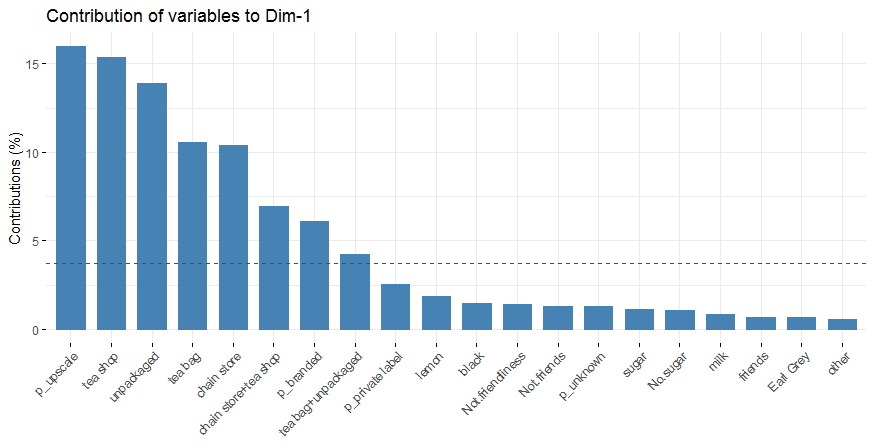 Contribution of variables to Dim-1
Contributions (%)
15
10
5
0
p_upscale
tea shop
unpackaged
tea bag
chain store
chain store+tea shop
p_branded
tea bag+unpackaged
p_private label
lemon
black
Not.friendliness
Not.friends
p_unknown
sugar
No.sugar
milk
friends
Earl Grey
other